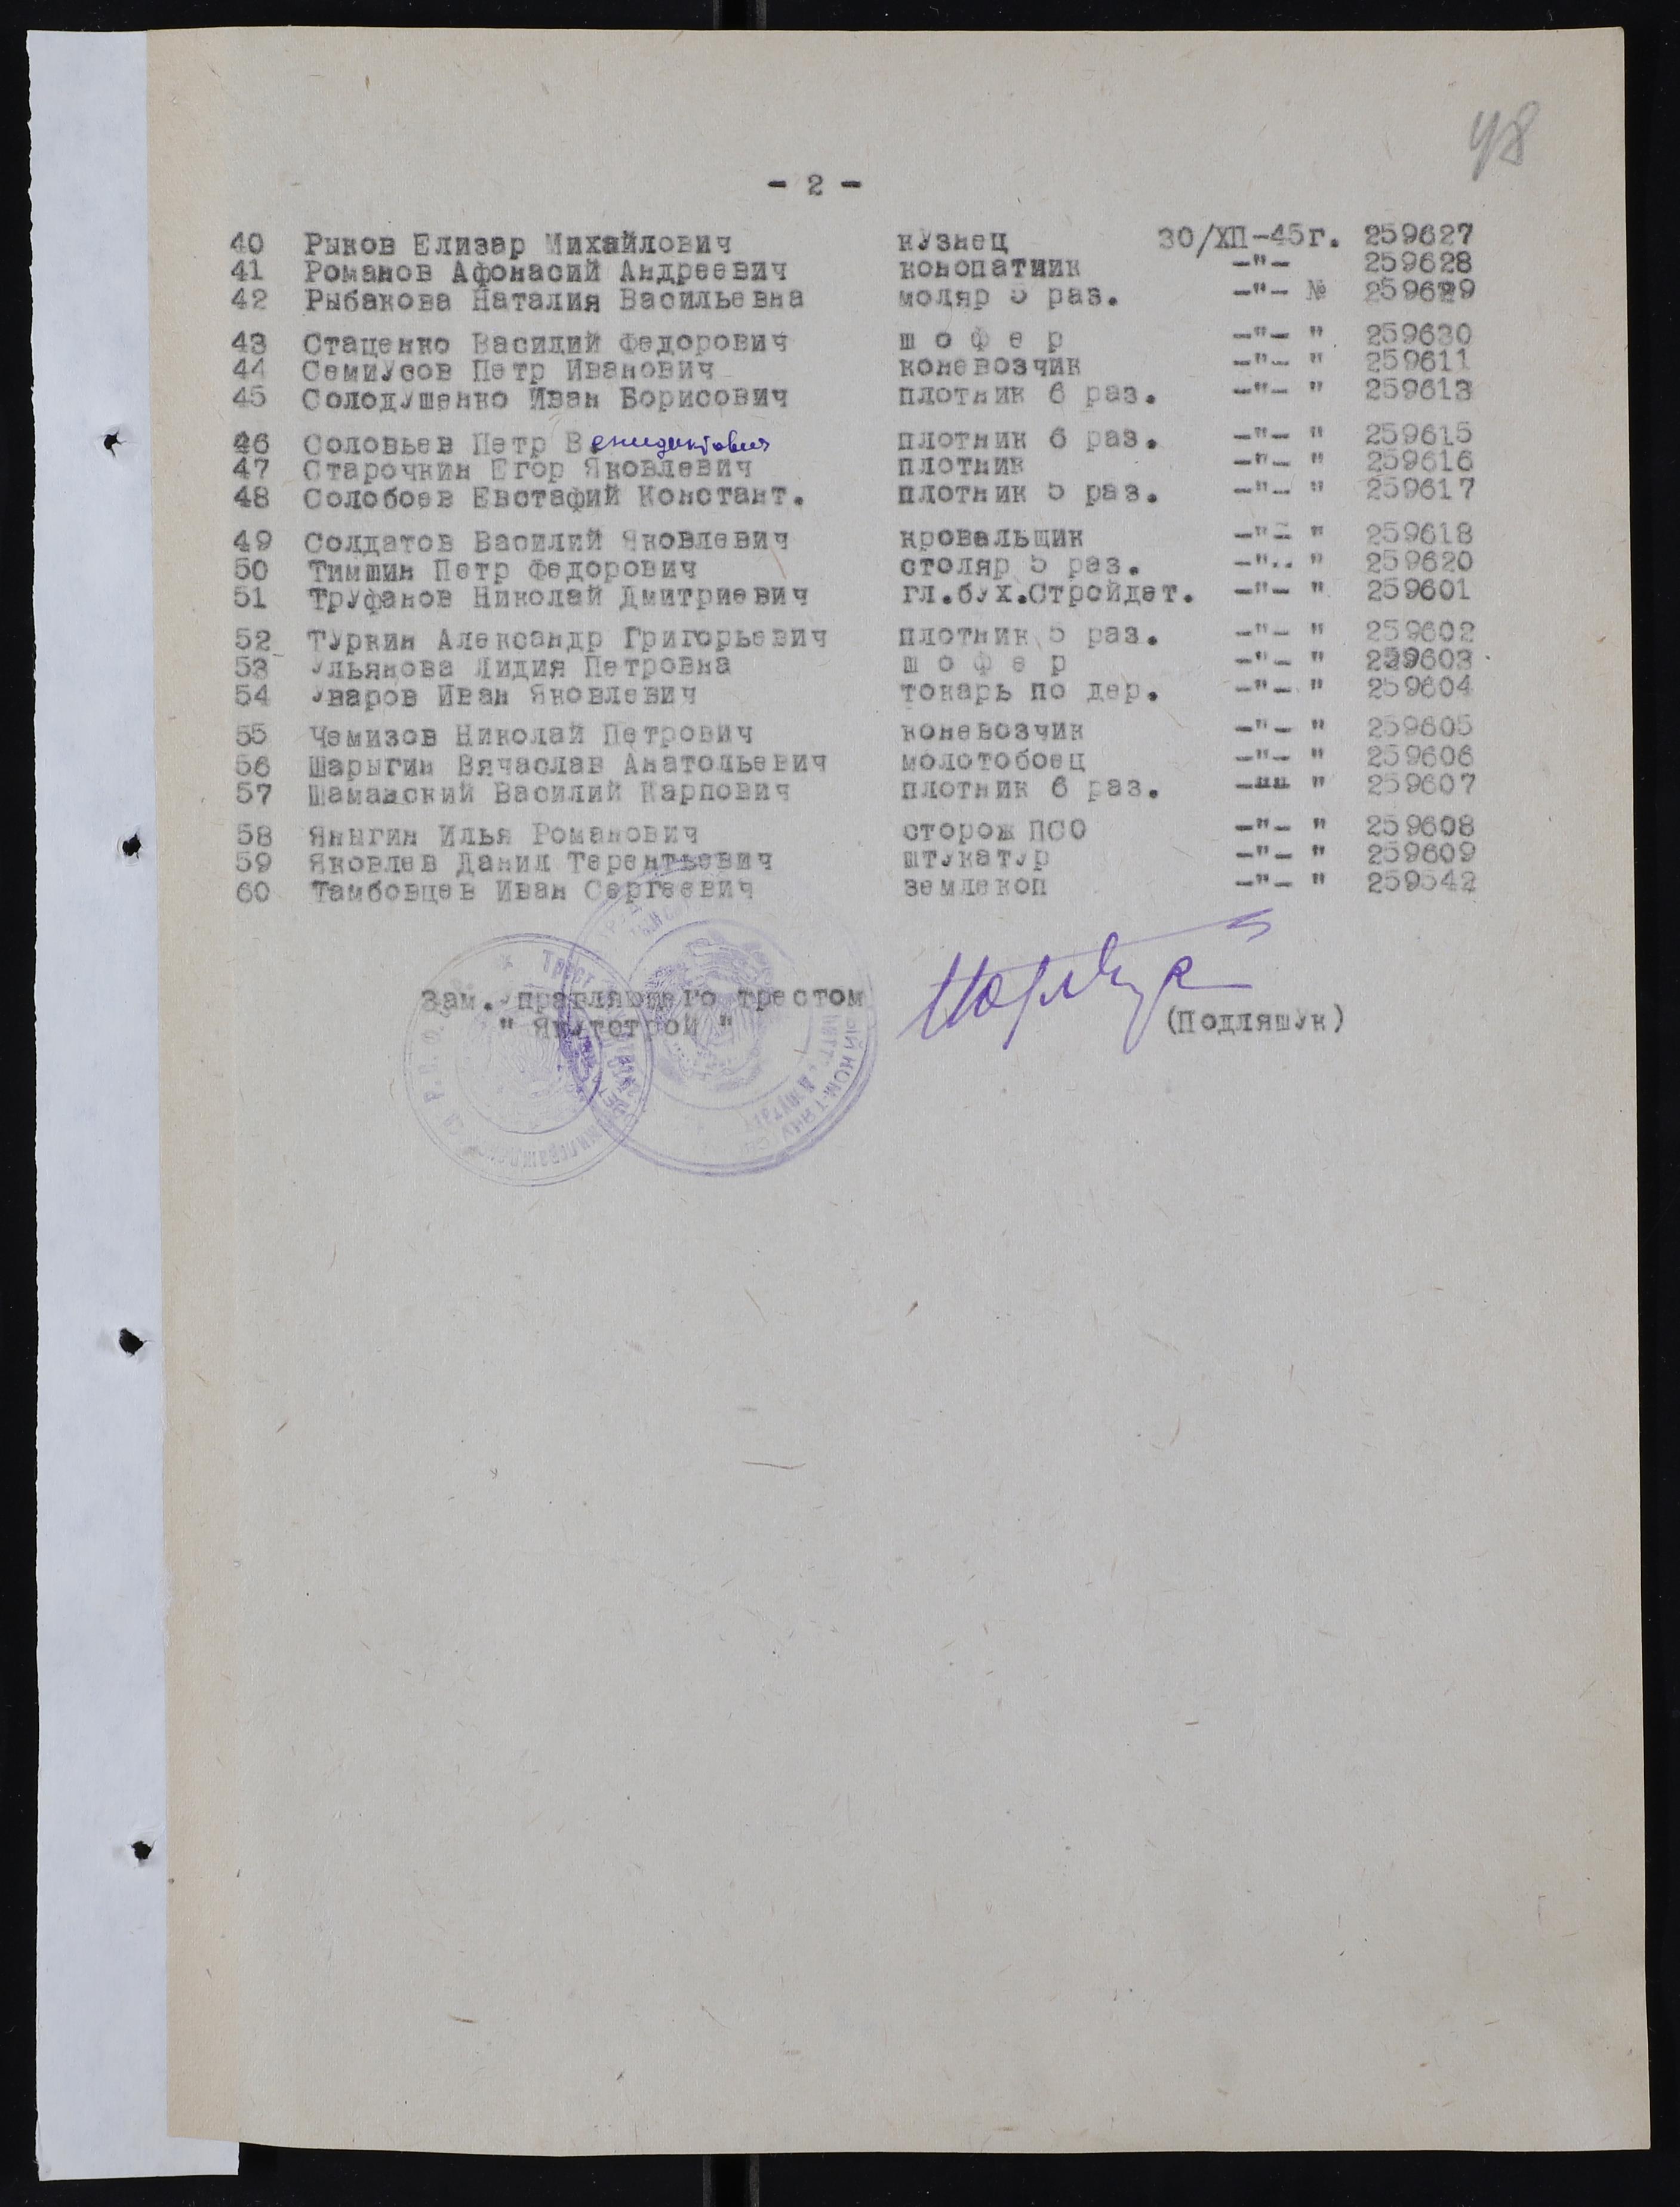 48
- 2 -
40 Рыков Елизар Михайлович кузнец 30/ХП-45г. 259627
41 Романов Афонасий Андреевич конопатник -"- 259628
42 Рыбакова Наталия Васильевна моляр 5 раз. -"- № 259629
43 Стаценко Василий Федорович ш о ф е р -"- " 259630
44 Семиусов Петр Иванович коневозчик -"- " 259611
45 Солодушенко Иван Борисович плотник 6 раз. -"- " 259613
46 Соловьев Петр Венидиктович плотник 6 раз. -"- " 259615
47 Старочкин Егор Яковлевич плотник -"- " 259616
48 Солобоев Евстафий Констант. плотник 5 раз. -"- " 259617
49 Солдатов Василий Яковлевич кровельщик -"- " 259618
50 Тимшин Петр Федорович столяр 5 раз. -".. " 259620
51 Труфанов Николай Дмитриевич гл.бух.Стройдет. -"- " 259601
52 Туркин Александр Григорьевич плотник 5 раз. -"- " 259602
53 Ульянова Лидия Петровна ш о ф е р -"- " 259603
54 Уваров Иван Яковлевич токарь по дер. -"- " 259604
55 Чемизов Николай Петрович коневозчик -"- " 259605
56 Шарыгин Вячаслав Анатольевич молотобоец -"- " 259606
57 Шаманский Василий Карпович плотник 6 раз. -"" " 259607
58 Яныгин Илья Романович сторож ПСО -"- " 259608
59 Яковлев Данил Терентьевич штукатур -"- " 259609
60 Тамбовцев Иван Сергеевич землекоп -"- " 259542
Зам. Управляющего трестом
" Якутстрой "
(Подляшук)